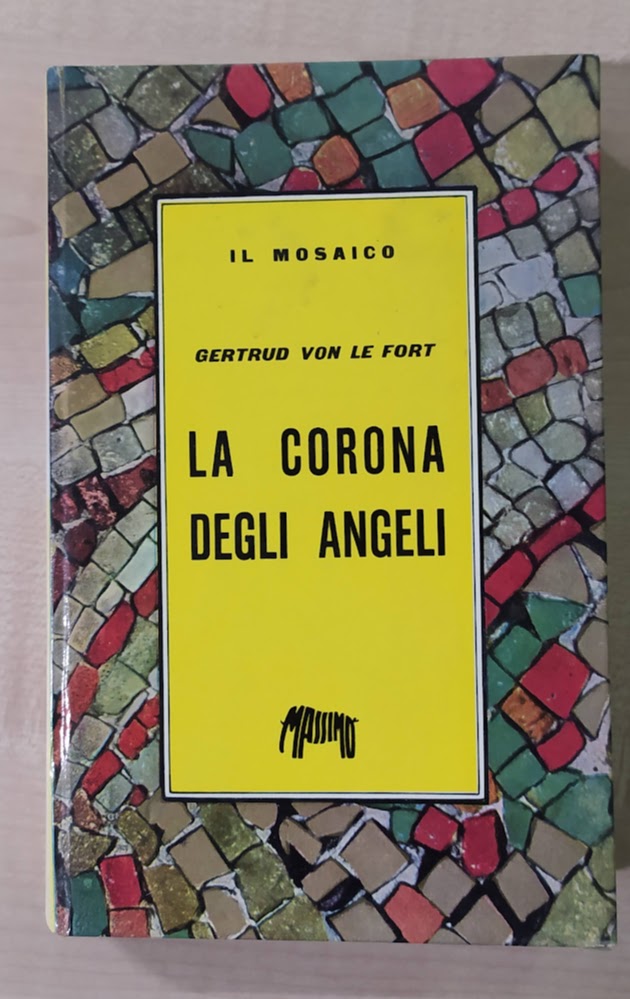 IL MOSAICO
GERTRUD VON LE FORT
LA CORONA
DEGLI ANGELI
MASSIMO